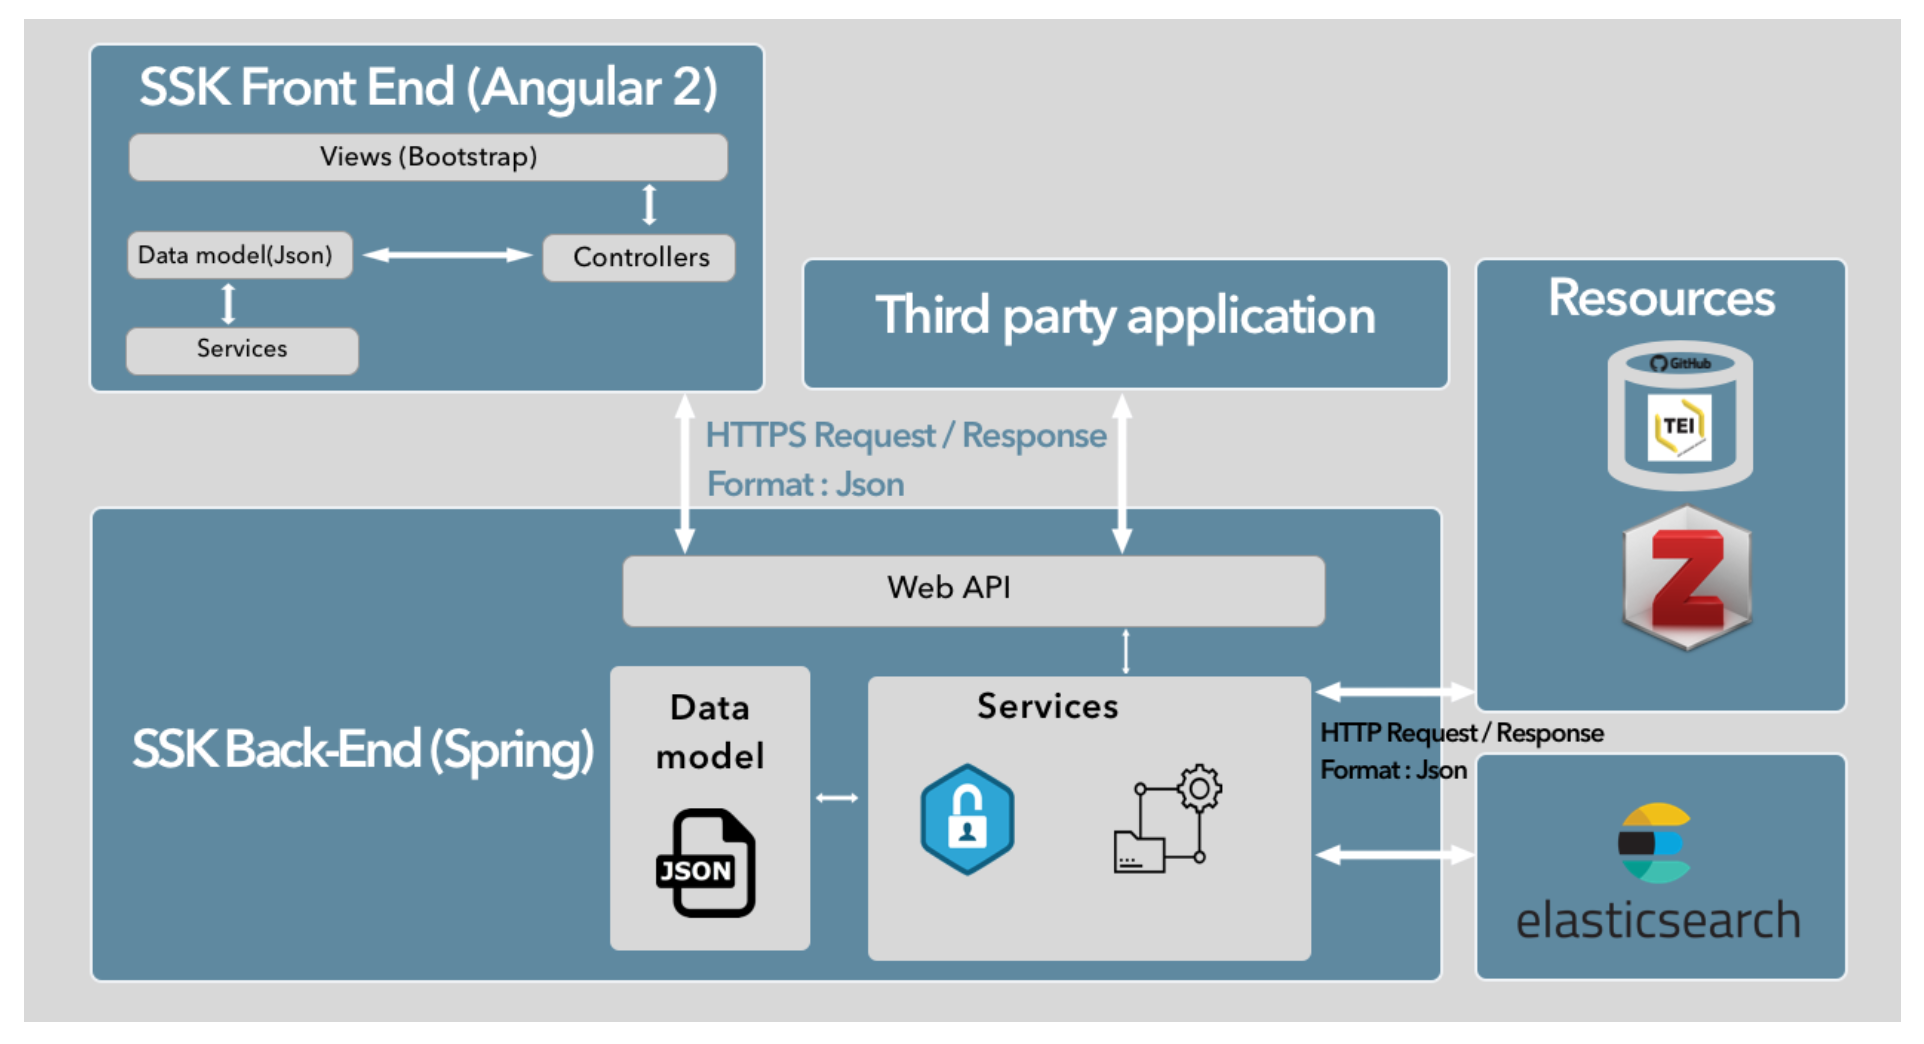 SSK Front End (Angular 2)
Views (Bootstrap)
Data model(Json)
Controllers
Services
Third party application
Resources
GitHub
TEI
HTTPS Request / Response
Format : Json
Z
Web API
SSK Back-End (Spring)
Data
model
JSON
Services
HTTP Request / Response
Format : Json
elasticsearch